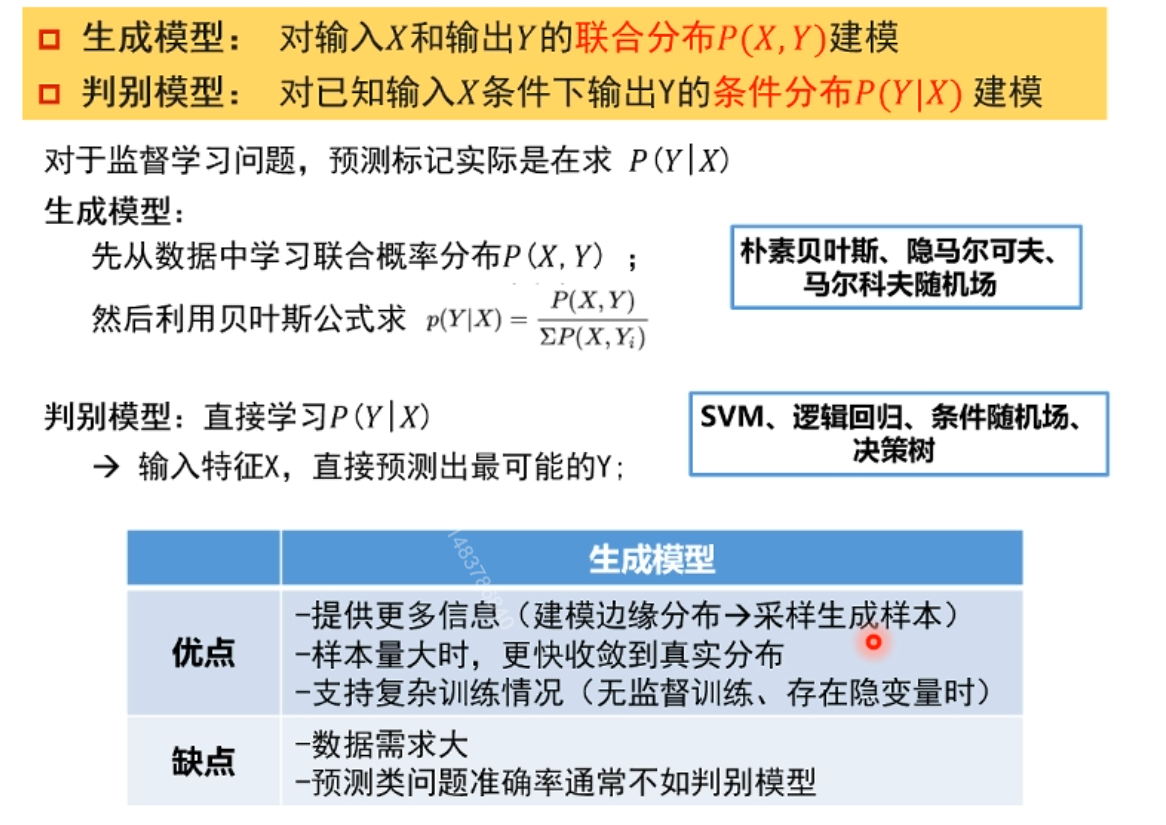 生成模型： 对输入X和输出Y的联合分布P(X,Y)建模
判别模型： 对已知输入X条件下输出Y的条件分布P(Y|X) 建模
对于监督学习问题，预测标记实际是在求 P(Y|X)
生成模型：
先从数据中学习联合概率分布P(X,Y) ；
然后利用贝叶斯公式求 p(Y|X) = P(X,Y) / ΣP(X,Yᵢ)
朴素贝叶斯、隐马尔可夫、
马尔科夫随机场
判别模型：直接学习P(Y|X)
→ 输入特征X，直接预测出最可能的Y;
SVM、逻辑回归、条件随机场、
决策树
生成模型
优点
-提供更多信息（建模边缘分布→采样生成样本）
-样本量大时，更快收敛到真实分布
-支持复杂训练情况（无监督训练、存在隐变量时）
缺点
-数据需求大
-预测类问题准确率通常不如判别模型